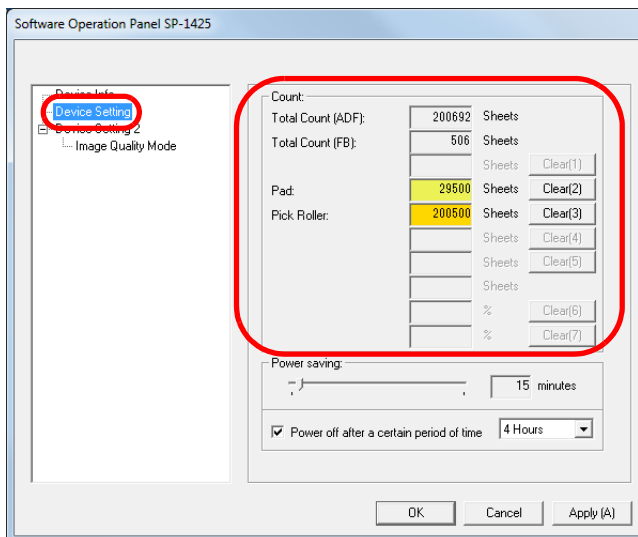 Software Operation Panel SP-1425
Device Info
Device Setting
Device Setting 2
Image Quality Mode
Count:
Total Count (ADF): 200692 Sheets
Total Count (FB): 506 Sheets
Sheets Clear(1)
Pad: 29500 Sheets Clear(2)
Pick Roller: 200500 Sheets Clear(3)
Sheets Clear(4)
Sheets Clear(5)
Sheets
% Clear(6)
% Clear(7)
Power saving:
15 minutes
Power off after a certain period of time 4 Hours
OK Cancel Apply (A)